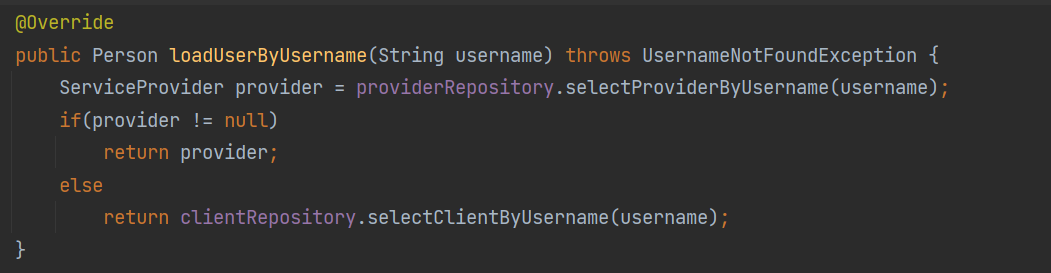 @Override
public Person loadUserByUsername(String username) throws UsernameNotFoundException {
    ServiceProvider provider = providerRepository.selectProviderByUsername(username);
    if(provider != null)
        return provider;
    else
        return clientRepository.selectClientByUsername(username);
}